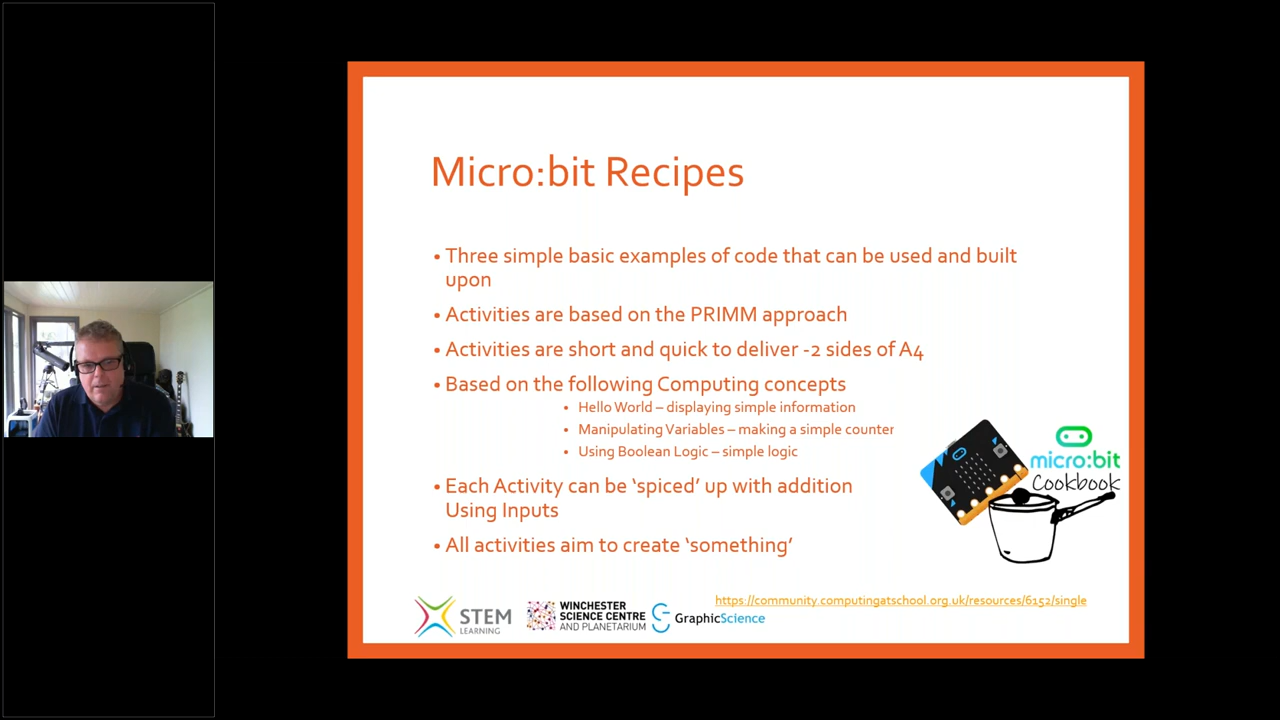 Micro:bit Recipes
• Three simple basic examples of code that can be used and built
upon
• Activities are based on the PRIMM approach
• Activities are short and quick to deliver -2 sides of A4
• Based on the following Computing concepts
• Hello World – displaying simple information
• Manipulating Variables – making a simple counter
• Using Boolean Logic – simple logic
• Each Activity can be ‘spiced’ up with addition
Using Inputs
• All activities aim to create ‘something’
micro:bit
Cookbook
https://community.computingatschool.org.uk/resources/6152/single
STEM
LEARNING
WINCHESTER
SCIENCE CENTRE
AND PLANETARIUM
GraphicScience